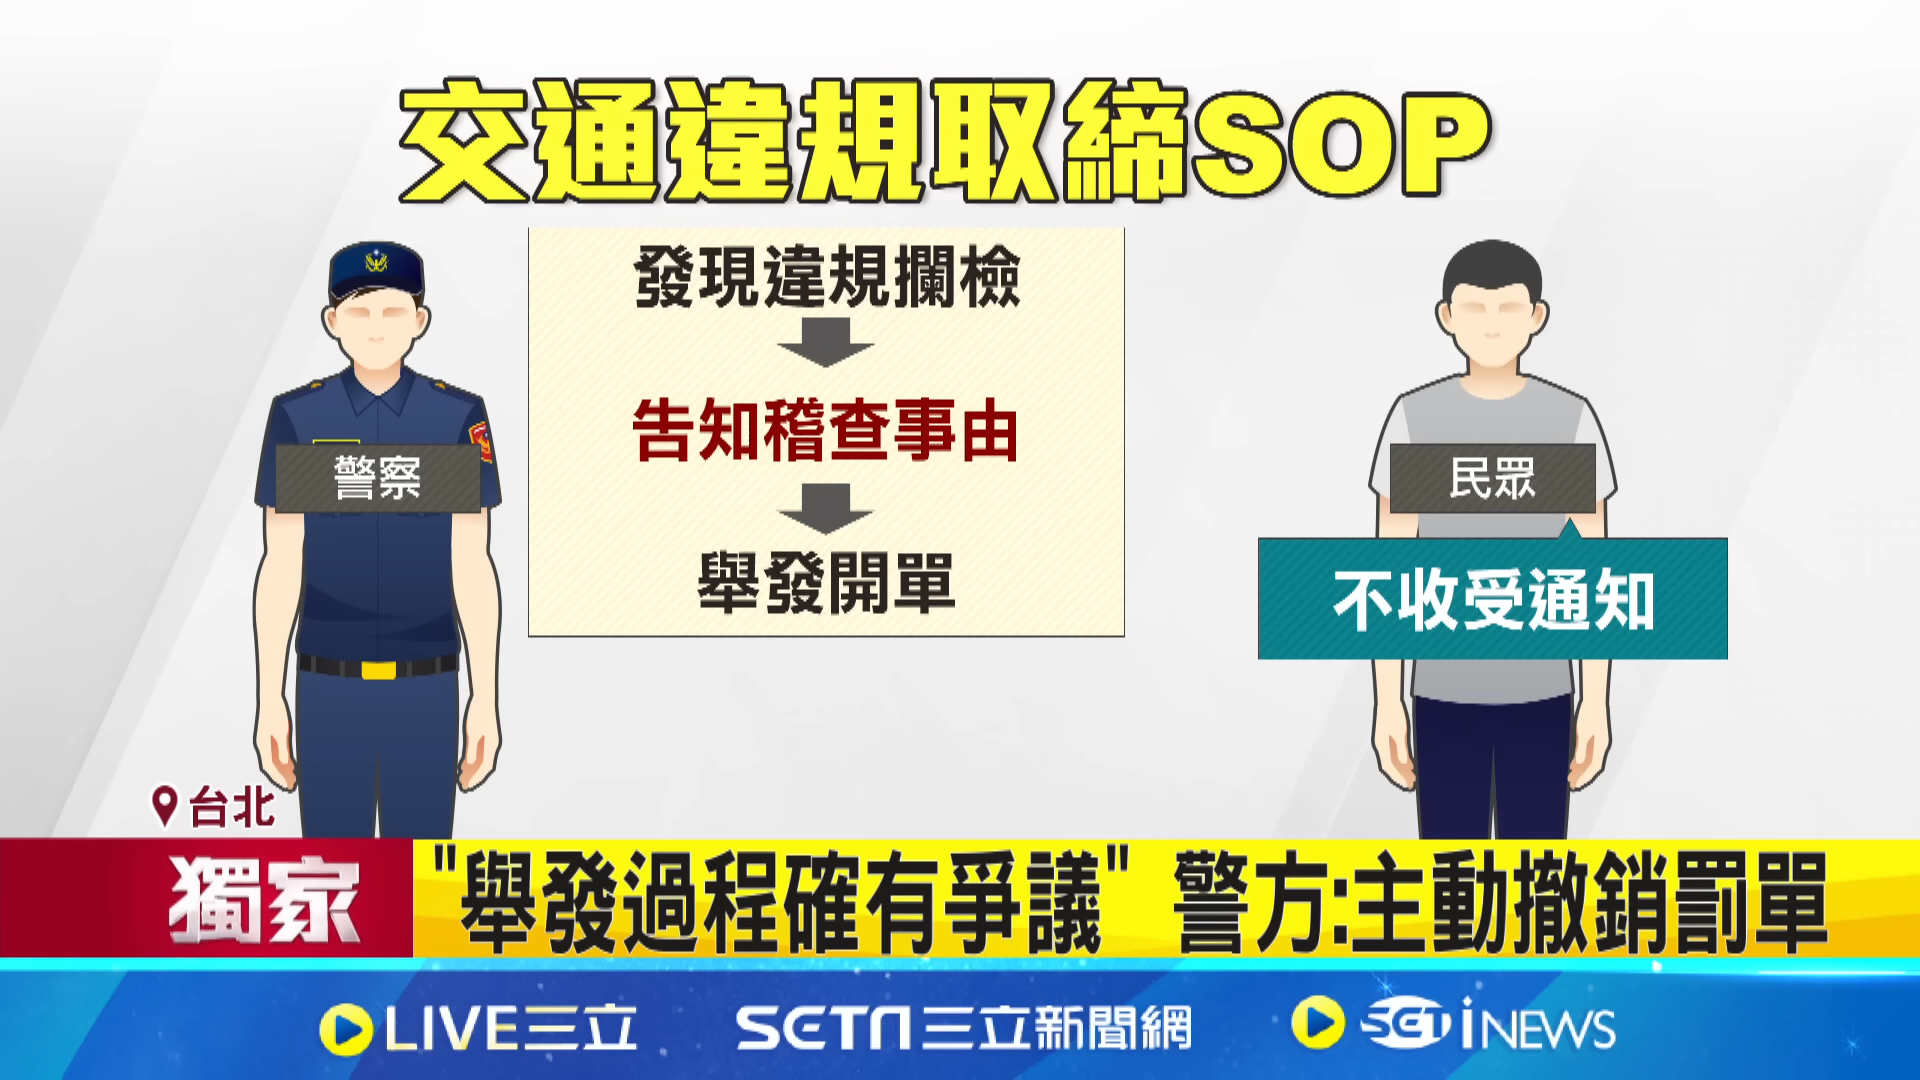 交通違規取締SOP
發現違規攔檢
告知稽查事由
舉發開單
警察
民眾
不收受通知
台北
獨家
"舉發過程確有爭議" 警方:主動撤銷罰單
LIVE三立
SETN三立新聞網
SET iNEWS